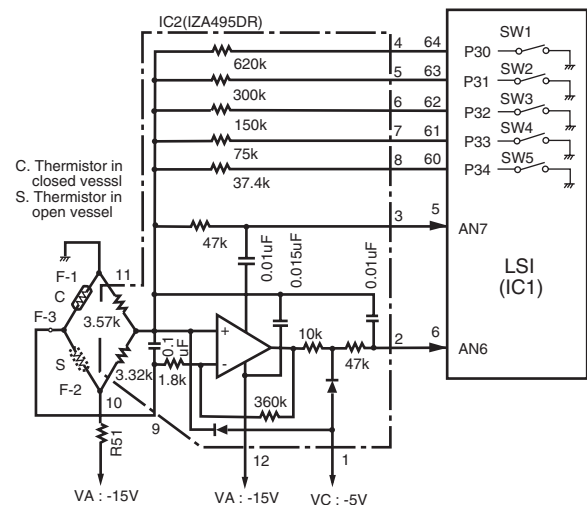 IC2(IZA495DR)
4 64
620k
P30
SW1
5 63
300k
P31
SW2
6 62
150k
P32
SW3
7 61
75k
P33
SW4
8 60
37.4k
P34
SW5
C. Thermistor in
closed vesssl
S. Thermistor in
open vessel
47k
3 5
AN7
0.01uF
0.015uF
0.01uF
LSI
(IC1)
F-1
11
C
F-3
3.57k
S
3.32k
F-2
10
0.1
uF
+
-
10k
47k
2 6
AN6
1.8k
360k
9
R51
12
1
VA : -15V
VA : -15V
VC: -5V